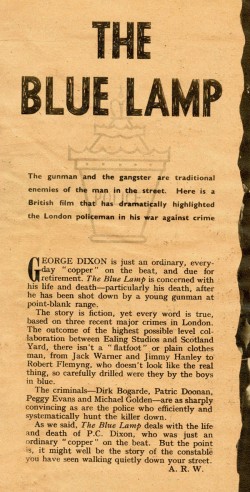 THE
BLUE LAMP
The gunman and the gangster are traditional
enemies of the man in the street. Here is a
British film that has dramatically highlighted
the London policeman in his war against crime
GEORGE DIXON is just an ordinary, every-
day "copper" on the beat, and due for
retirement. The Blue Lamp is concerned with
his life and death—particularly his death, after
he has been shot down by a young gunman at
point-blank range.
The story is fiction, yet every word is true,
based on three recent major crimes in London.
The outcome of the highest possible level col-
laboration between Ealing Studios and Scotland
Yard, there isn't a "flatfoot" or plain clothes
man, from Jack Warner and Jimmy Hanley to
Robert Flemyng, who doesn't look like the real
thing, so carefully drilled were they by the boys
in blue.
The criminals—Dirk Bogarde, Patric Doonan,
Peggy Evans and Michael Golden—are as sharply
convincing as are the police who efficiently and
systematically hunt the killer down.
As we said, The Blue Lamp deals with the life
and death of P.C. Dixon, who was just an
ordinary "copper" on the beat. But the point
is, it might well be the story of the constable
you have seen walking quietly down your street.
A. R. W.